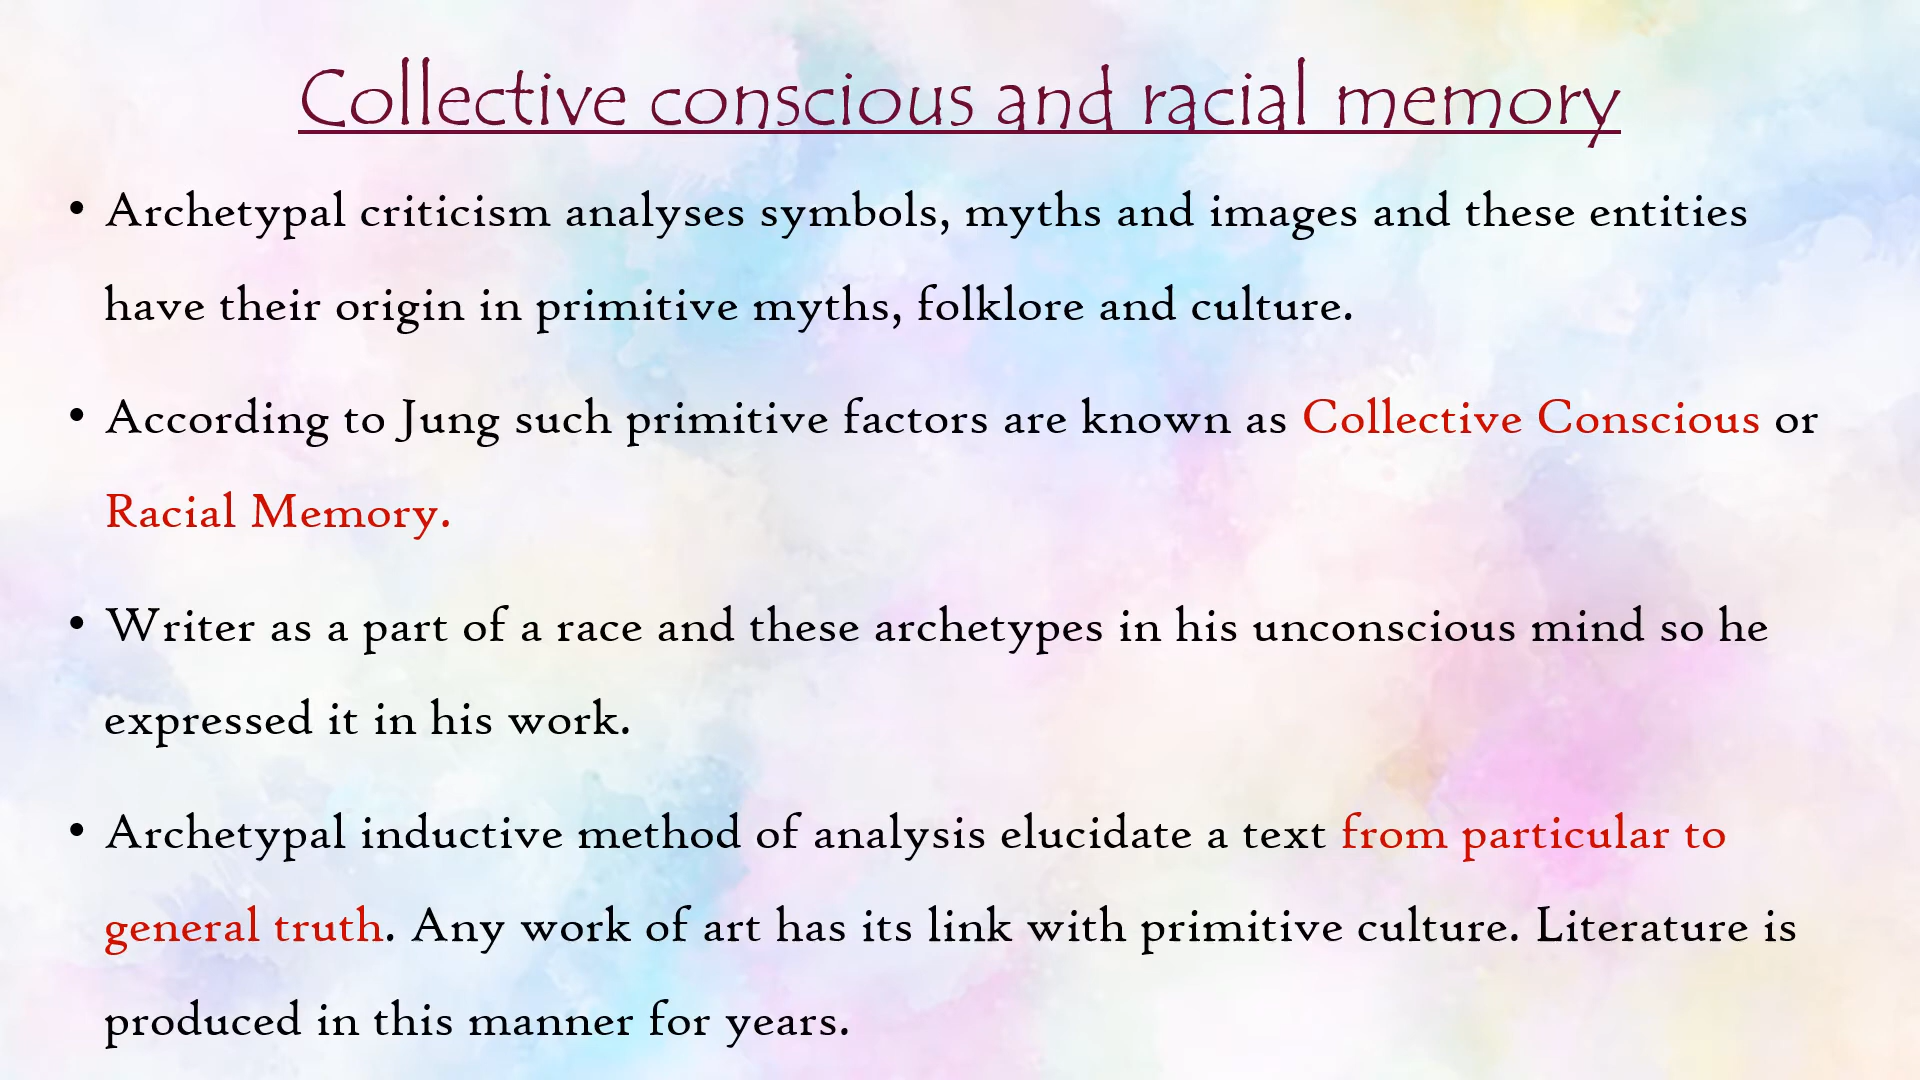 Collective conscious and racial memory
• Archetypal criticism analyses symbols, myths and images and these entities
have their origin in primitive myths, folklore and culture.
• According to Jung such primitive factors are known as Collective Conscious or
Racial Memory.
• Writer as a part of a race and these archetypes in his unconscious mind so he
expressed it in his work.
• Archetypal inductive method of analysis elucidate a text from particular to
general truth. Any work of art has its link with primitive culture. Literature is
produced in this manner for years.